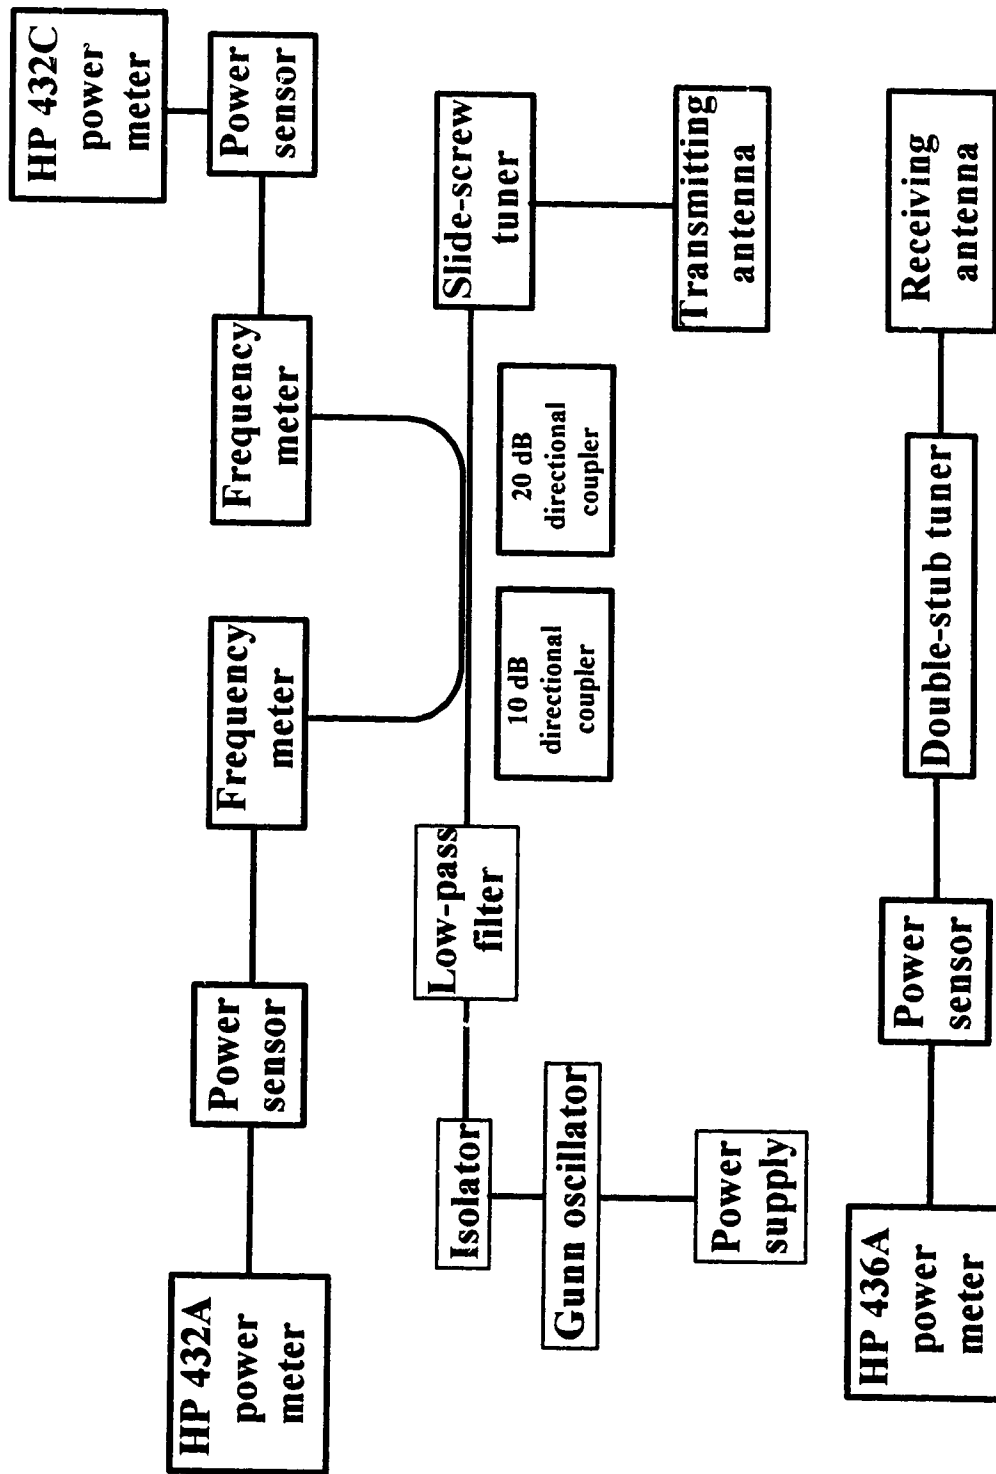 HP 432A
power
meter
Power
sensor
Frequency
meter
Frequency
meter
Power
sensor
HP 432C
power
meter
Isolator
Low-pass
filter
Slide-screw
tuner
Gunn oscillator
10 dB
directional
coupler
20 dB
directional
coupler
Power
supply
Transmitting
antenna
HP 436A
power
meter
Power
sensor
Double-stub tuner
Receiving
antenna